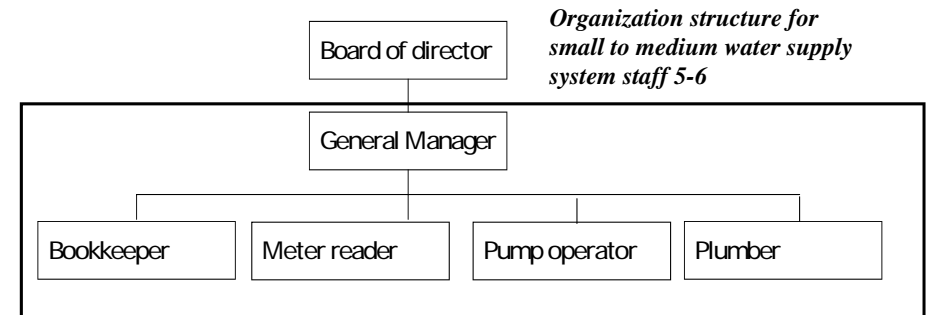 Organization structure for
small to medium water supply
system staff 5-6
Board of director
General Manager
Bookkeeper
Meter reader
Pump operator
Plumber